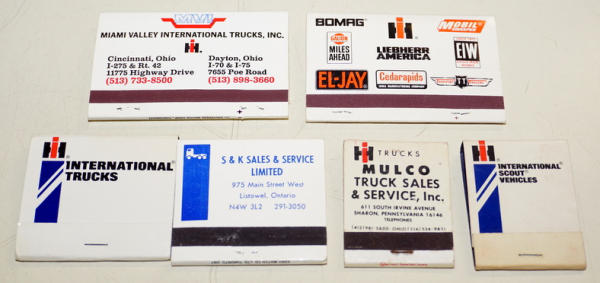 MVI
MIAMI VALLEY INTERNATIONAL TRUCKS, INC.
IH
Cincinnati, Ohio
I-275 & Rt. 42
11775 Highway Drive
(513) 733-8500
Dayton, Ohio
I-70 & I-75
7655 Poe Road
(513) 898-3660
BOMAG
IH
MOBIL
GALION
MILES
AHEAD
LIEBHERR
AMERICA
EIW
EL-JAY
Cedarapids
IH
INTERNATIONAL
TRUCKS
S & K SALES & SERVICE
LIMITED
975 Main Street West
Listowel, Ontario
N4W 3L2 291-3050
IH TRUCKS
MULCO
TRUCK SALES
& SERVICE, Inc.
611 SOUTH IRVINE AVENUE
SHARON, PENNSYLVANIA 16146
TELEPHONES
IH
INTERNATIONAL
SCOUT
VEHICLES